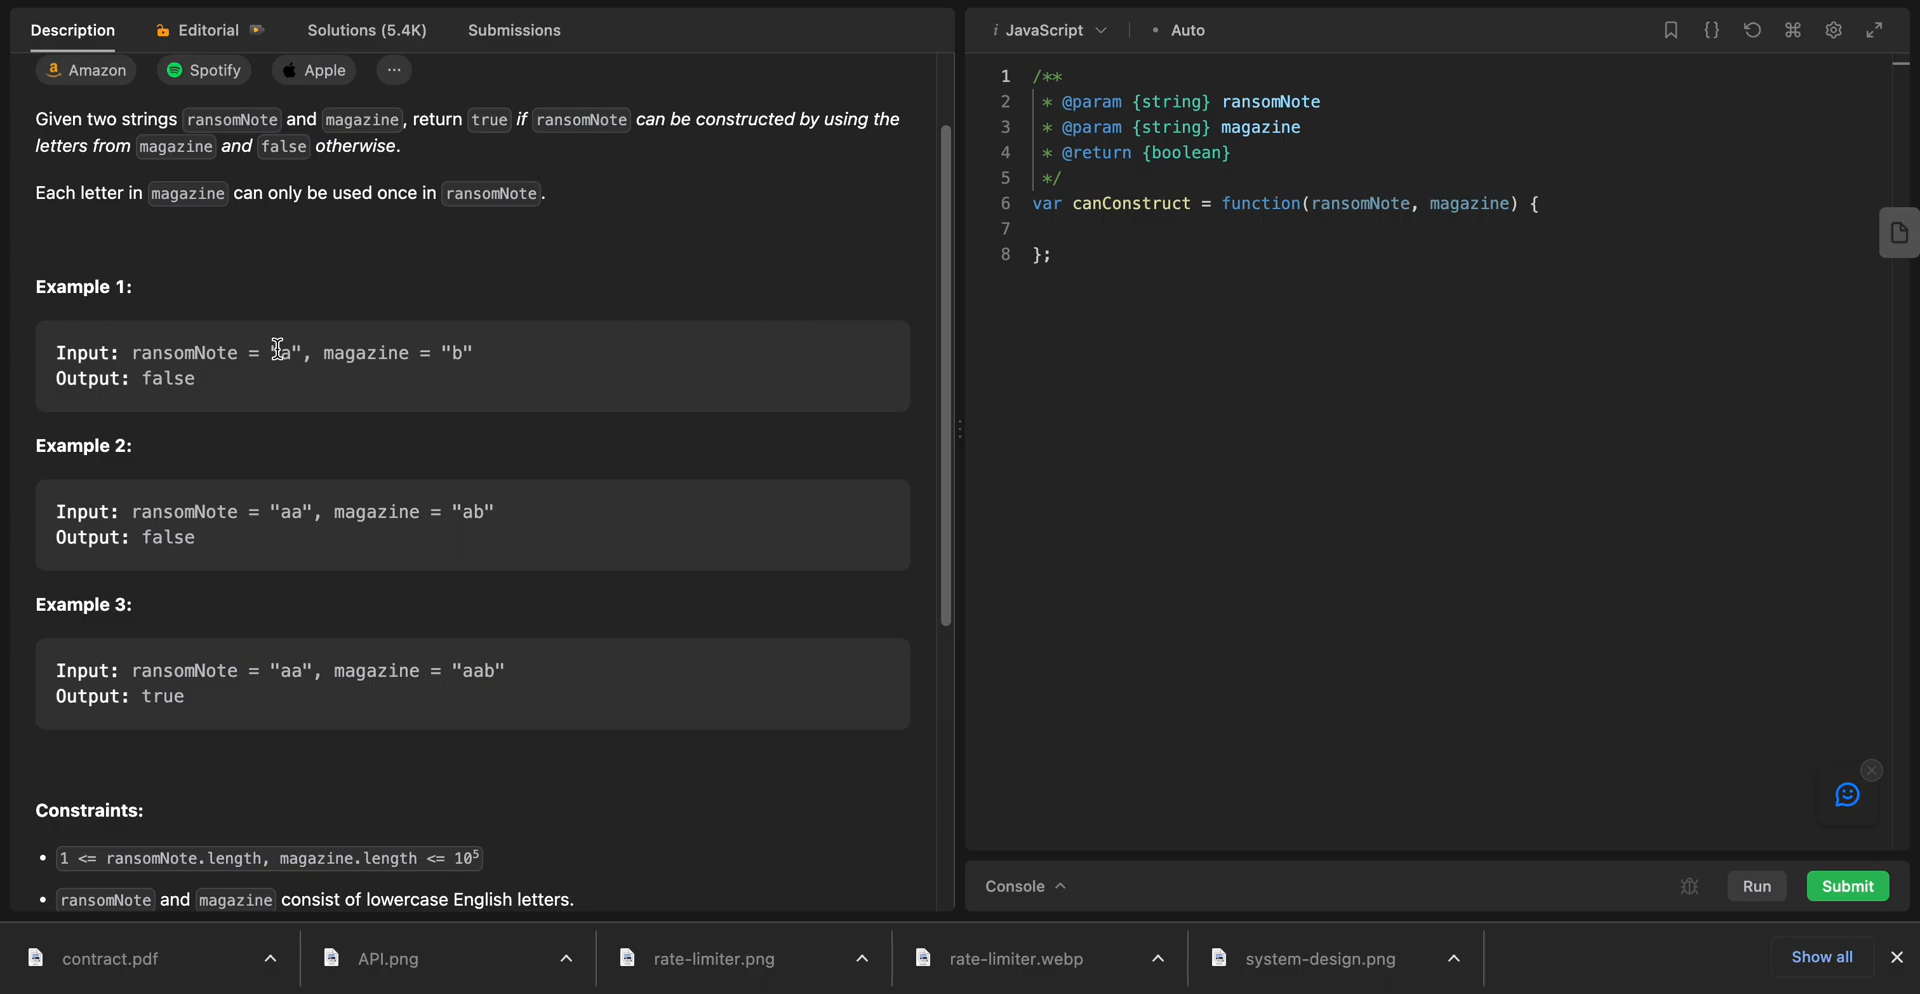 Description Editorial Solutions (5.4K) Submissions
Amazon Spotify Apple ...
Given two strings ransomNote and magazine, return true if ransomNote can be constructed by using the
letters from magazine and false otherwise.
Each letter in magazine can only be used once in ransomNote.
Example 1:
Input: ransomNote = "a", magazine = "b"
Output: false
Example 2:
Input: ransomNote = "aa", magazine = "ab"
Output: false
Example 3:
Input: ransomNote = "aa", magazine = "aab"
Output: true
Constraints:
• 1 <= ransomNote.length, magazine.length <= 10⁵
• ransomNote and magazine consist of lowercase English letters.
i JavaScript • Auto
1 /**
2 * @param {string} ransomNote
3 * @param {string} magazine
4 * @return {boolean}
5 */
6 var canConstruct = function(ransomNote, magazine) {
7
8 };
Console Run Submit
contract.pdf API.png rate-limiter.png rate-limiter.webp system-design.png Show all